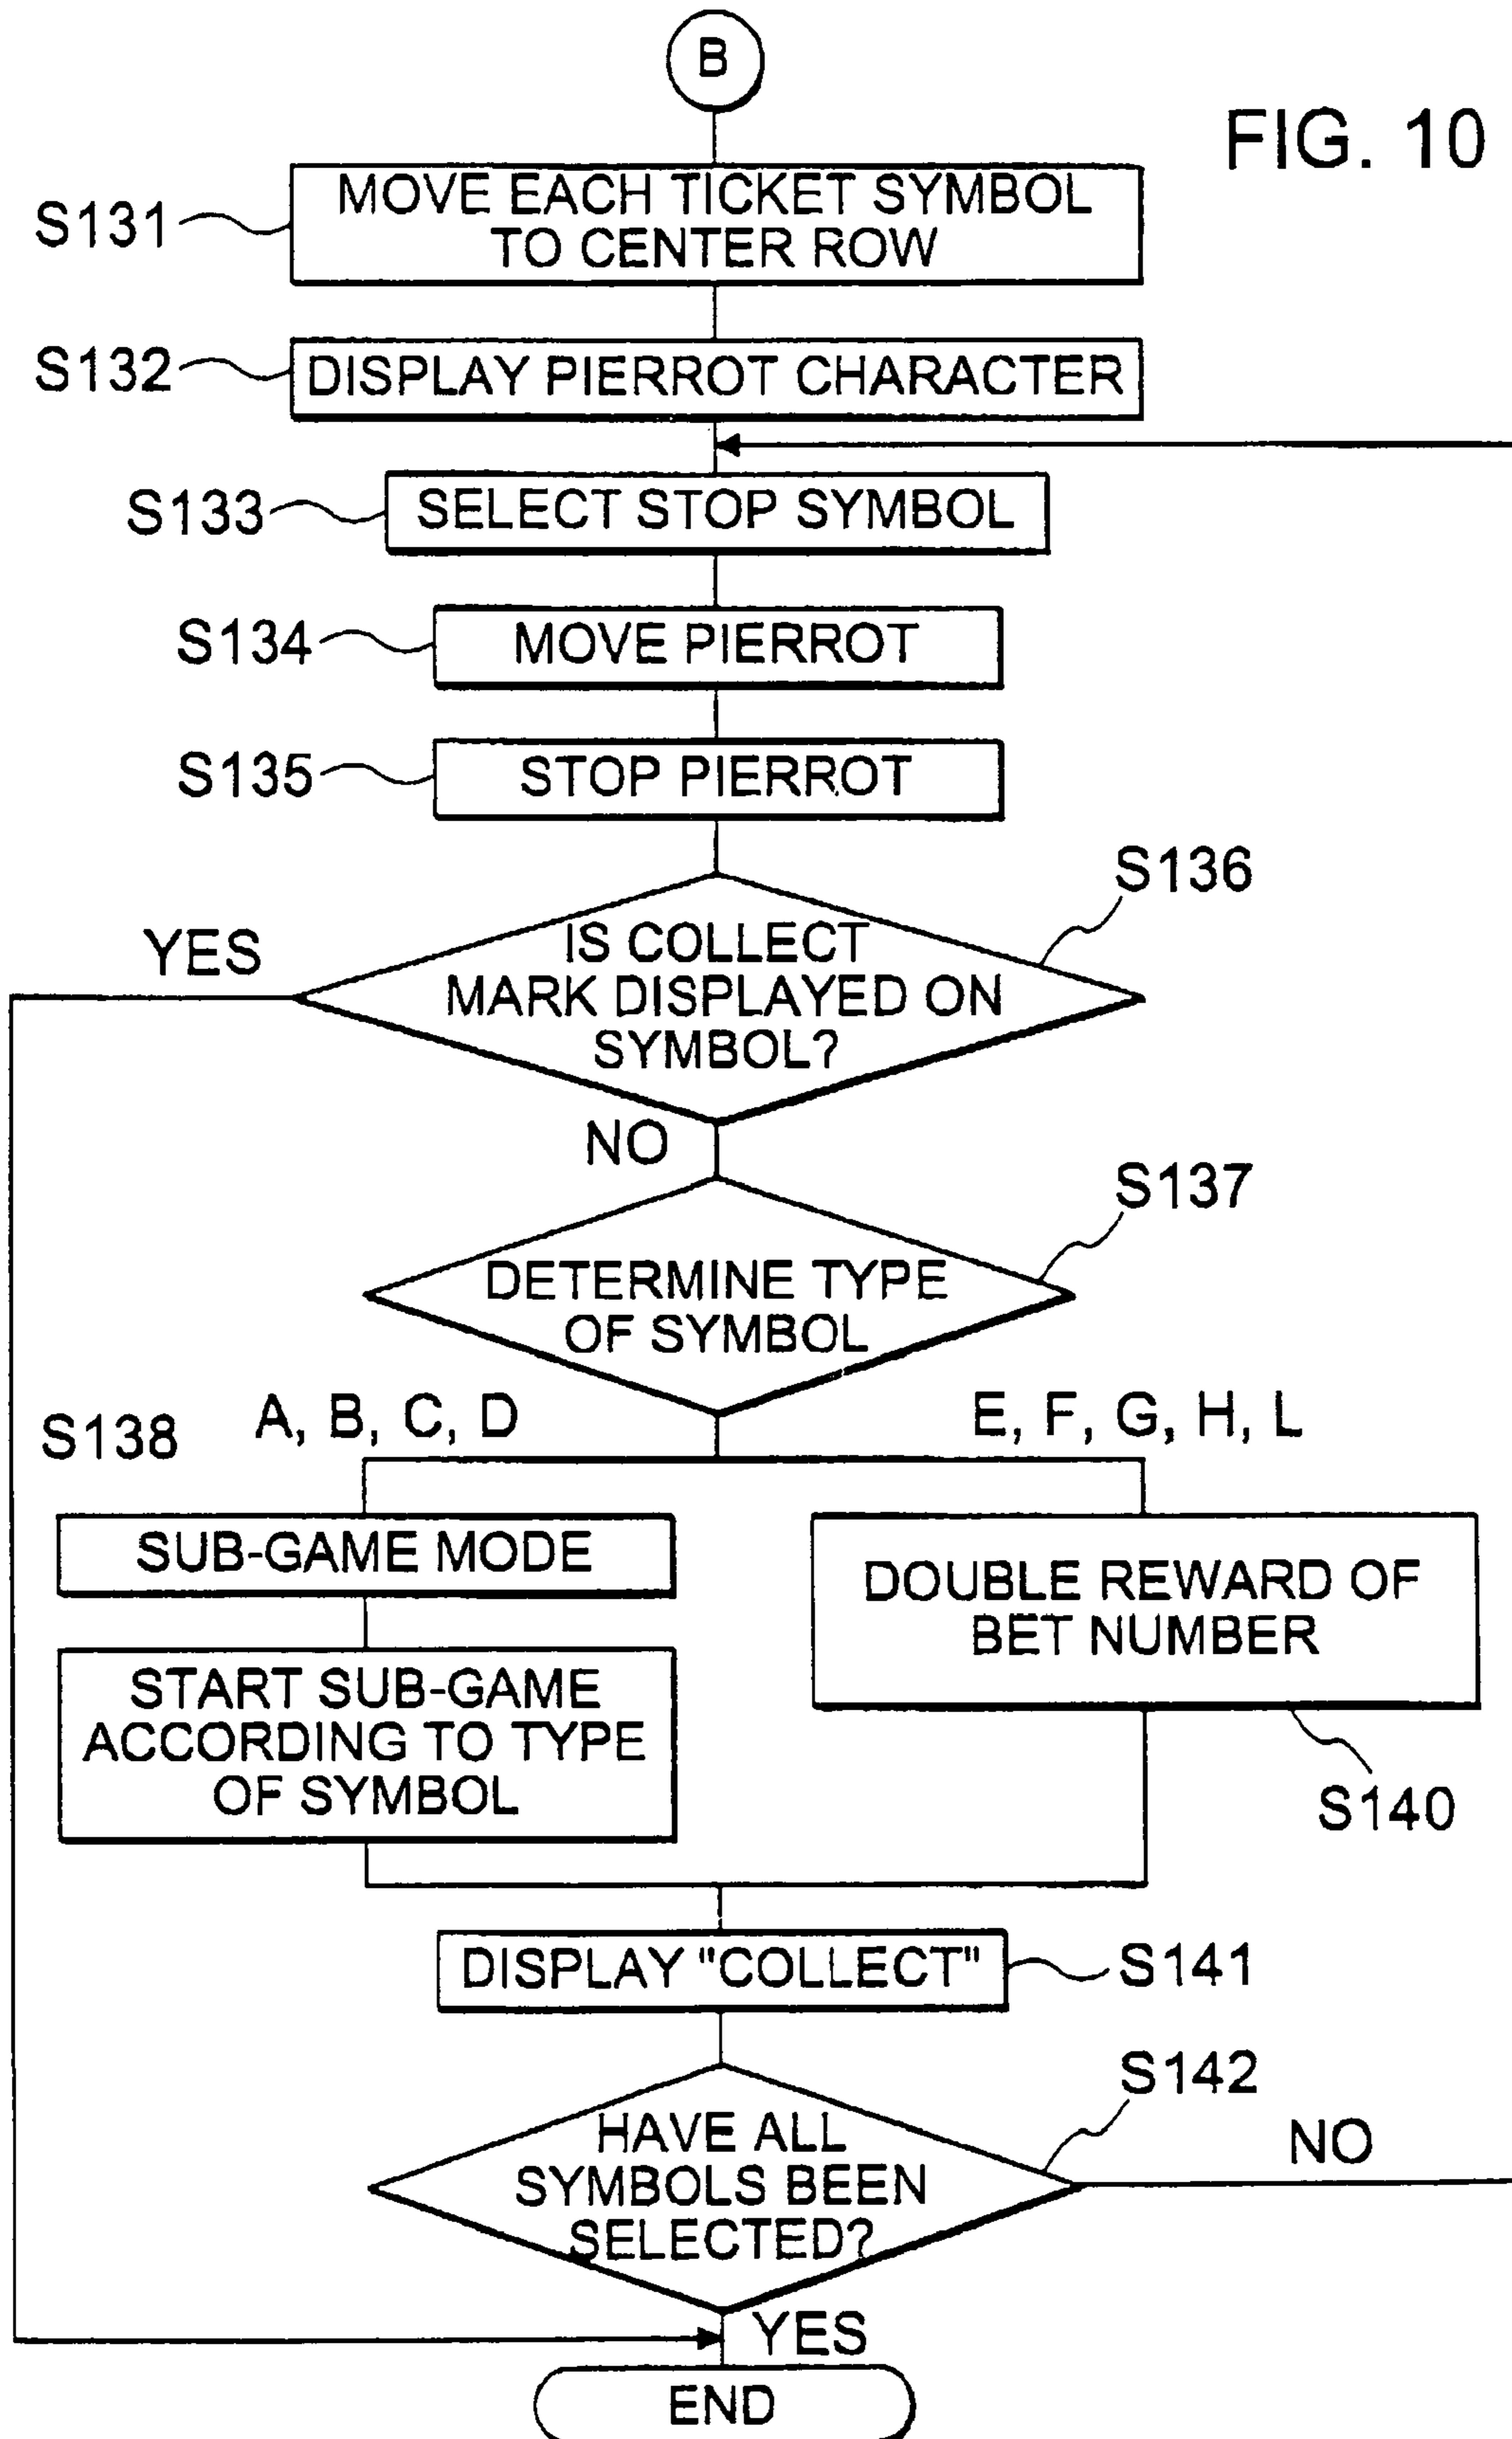 B
FIG. 10
S131
MOVE EACH TICKET SYMBOL
TO CENTER ROW
S132
DISPLAY PIERROT CHARACTER
S133
SELECT STOP SYMBOL
S134
MOVE PIERROT
S135
STOP PIERROT
S136
YES
IS COLLECT
MARK DISPLAYED ON
SYMBOL?
NO
S137
DETERMINE TYPE
OF SYMBOL
S138
A, B, C, D
E, F, G, H, L
SUB-GAME MODE
START SUB-GAME
ACCORDING TO TYPE
OF SYMBOL
DOUBLE REWARD OF
BET NUMBER
S140
DISPLAY "COLLECT"
S141
S142
HAVE ALL
SYMBOLS BEEN
SELECTED?
NO
YES
END